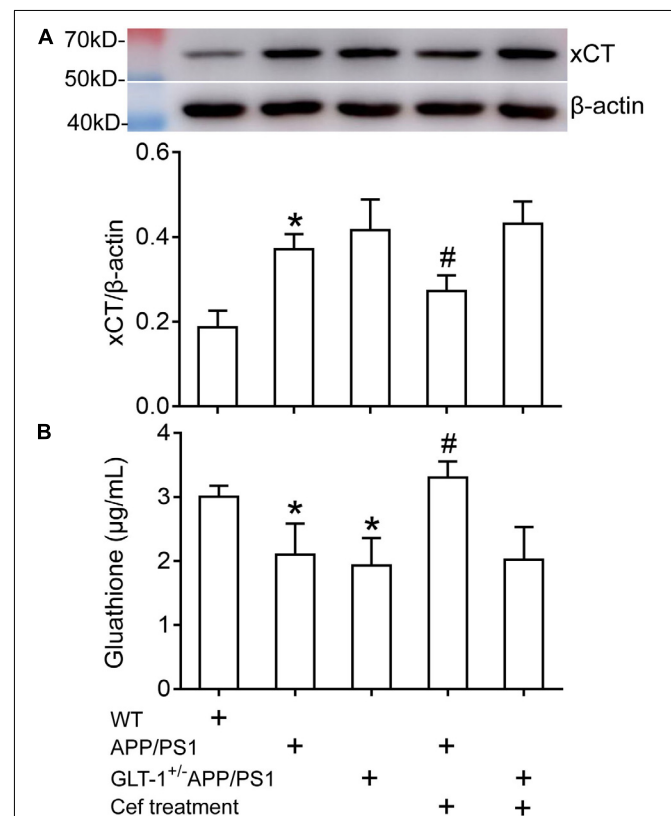 A
70kD-
xCT
50kD-
β-actin
40kD-
0.6
0.4
0.2
0.0
xCT/β-actin
*
#
B
4
3
2
1
0
Gluathione (µg/mL)
*
*
#
WT +
APP/PS1 + +
GLT-1+/-APP/PS1 + +
Cef treatment + +